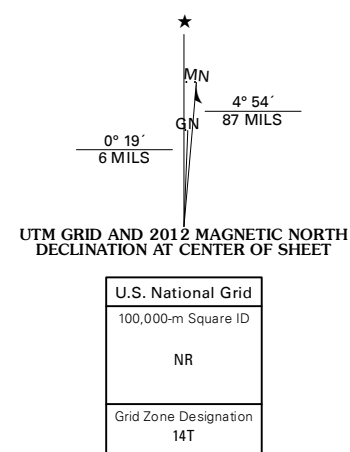 ★
MN
4° 54´
87 MILS
GN
0° 19´
6 MILS
UTM GRID AND 2012 MAGNETIC NORTH
DECLINATION AT CENTER OF SHEET
U.S. National Grid
100,000-m Square ID
NR
Grid Zone Designation
14T